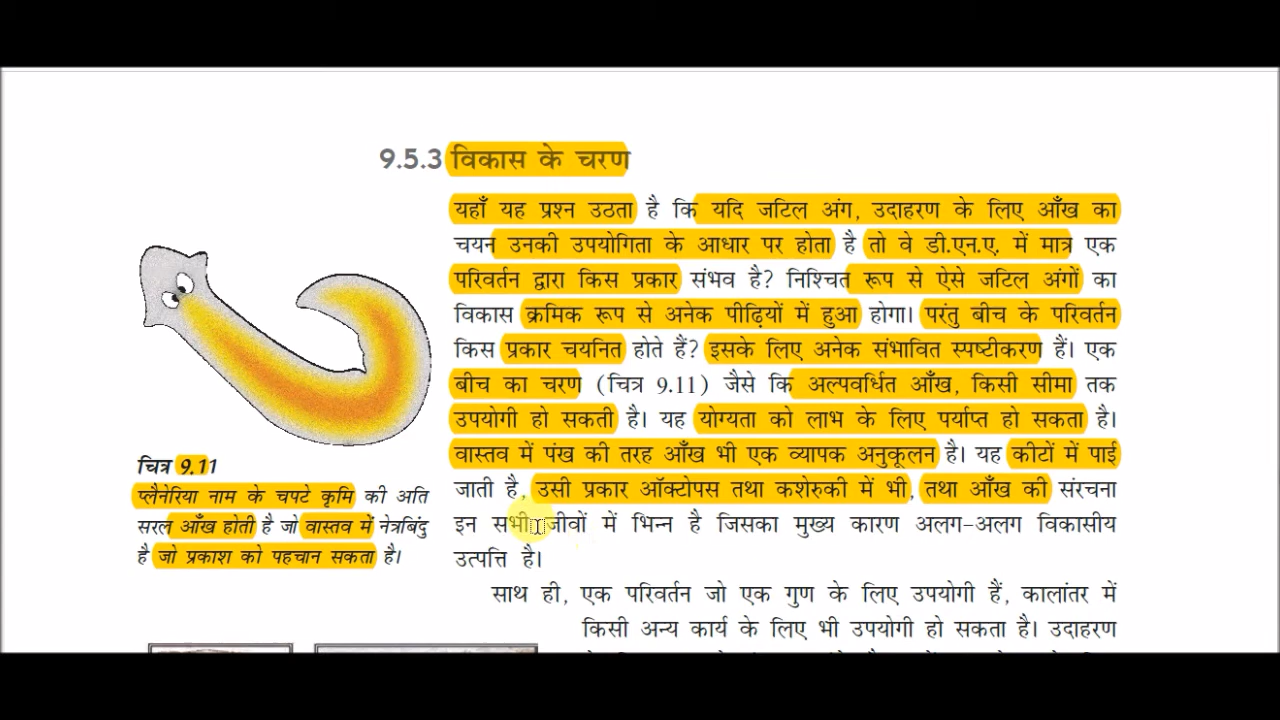 9.5.3 विकास के चरण
यहाँ यह प्रश्न उठता है कि यदि जटिल अंग, उदाहरण के लिए आँख का
चयन उनकी उपयोगिता के आधार पर होता है तो वे डी.एन.ए. में मात्र एक
परिवर्तन द्वारा किस प्रकार संभव है? निश्चित रूप से ऐसे जटिल अंगों का
विकास क्रमिक रूप से अनेक पीढ़ियों में हुआ होगा। परंतु बीच के परिवर्तन
किस प्रकार चयनित होते हैं? इसके लिए अनेक संभावित स्पष्टीकरण हैं। एक
बीच का चरण (चित्र 9.11) जैसे कि अल्पवर्धित आँख, किसी सीमा तक
उपयोगी हो सकती है। यह योग्यता को लाभ के लिए पर्याप्त हो सकता है।
वास्तव में पंख की तरह आँख भी एक व्यापक अनुकूलन है। यह कीटों में पाई
जाती है, उसी प्रकार ऑक्टोपस तथा कशेरुकी में भी, तथा आँख की संरचना
इन सभी जीवों में भिन्न है जिसका मुख्य कारण अलग-अलग विकासीय
उत्पत्ति है।
साथ ही, एक परिवर्तन जो एक गुण के लिए उपयोगी हैं, कालांतर में
किसी अन्य कार्य के लिए भी उपयोगी हो सकता है। उदाहरण
चित्र 9.11
प्लैनेरिया नाम के चपटे कृमि की अति
सरल आँख होती है जो वास्तव में नेत्रबिंदु
है जो प्रकाश को पहचान सकता है।